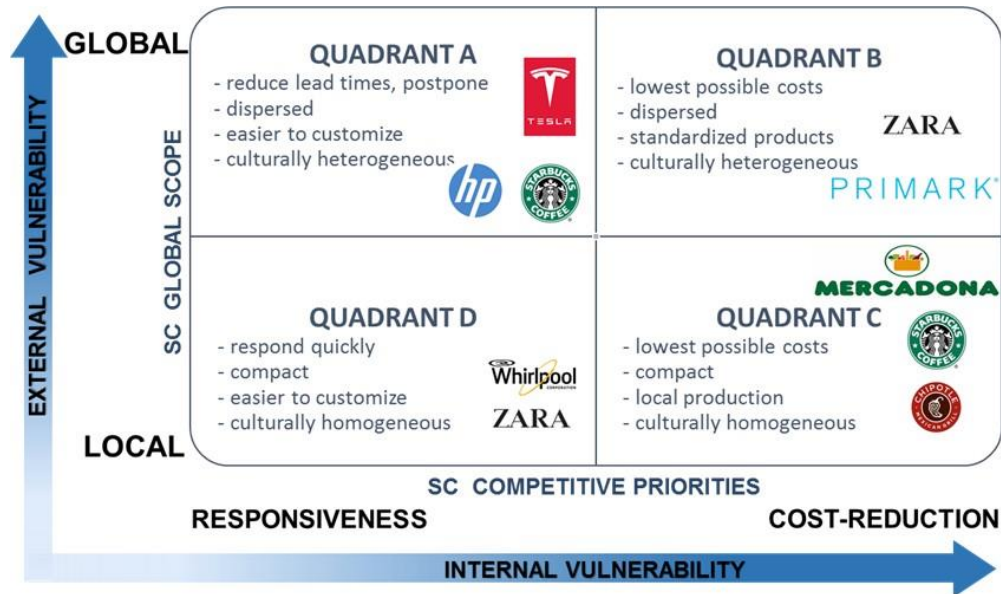 GLOBAL
QUADRANT A
- reduce lead times, postpone
- dispersed
- easier to customize
- culturally heterogeneous
TESLA
hp
STARBUCKS
COFFEE
QUADRANT B
- lowest possible costs
- dispersed
- standardized products
- culturally heterogeneous
ZARA
PRIMARK®
EXTERNAL VULNERABILITY
SC GLOBAL SCOPE
QUADRANT D
- respond quickly
- compact
- easier to customize
- culturally homogeneous
Whirlpool
CORPORATION
ZARA
MERCADONA
QUADRANT C
- lowest possible costs
- compact
- local production
- culturally homogeneous
STARBUCKS
COFFEE
CHIPOTLE
MEXICAN GRILL
LOCAL
SC COMPETITIVE PRIORITIES
RESPONSIVENESS
COST-REDUCTION
INTERNAL VULNERABILITY